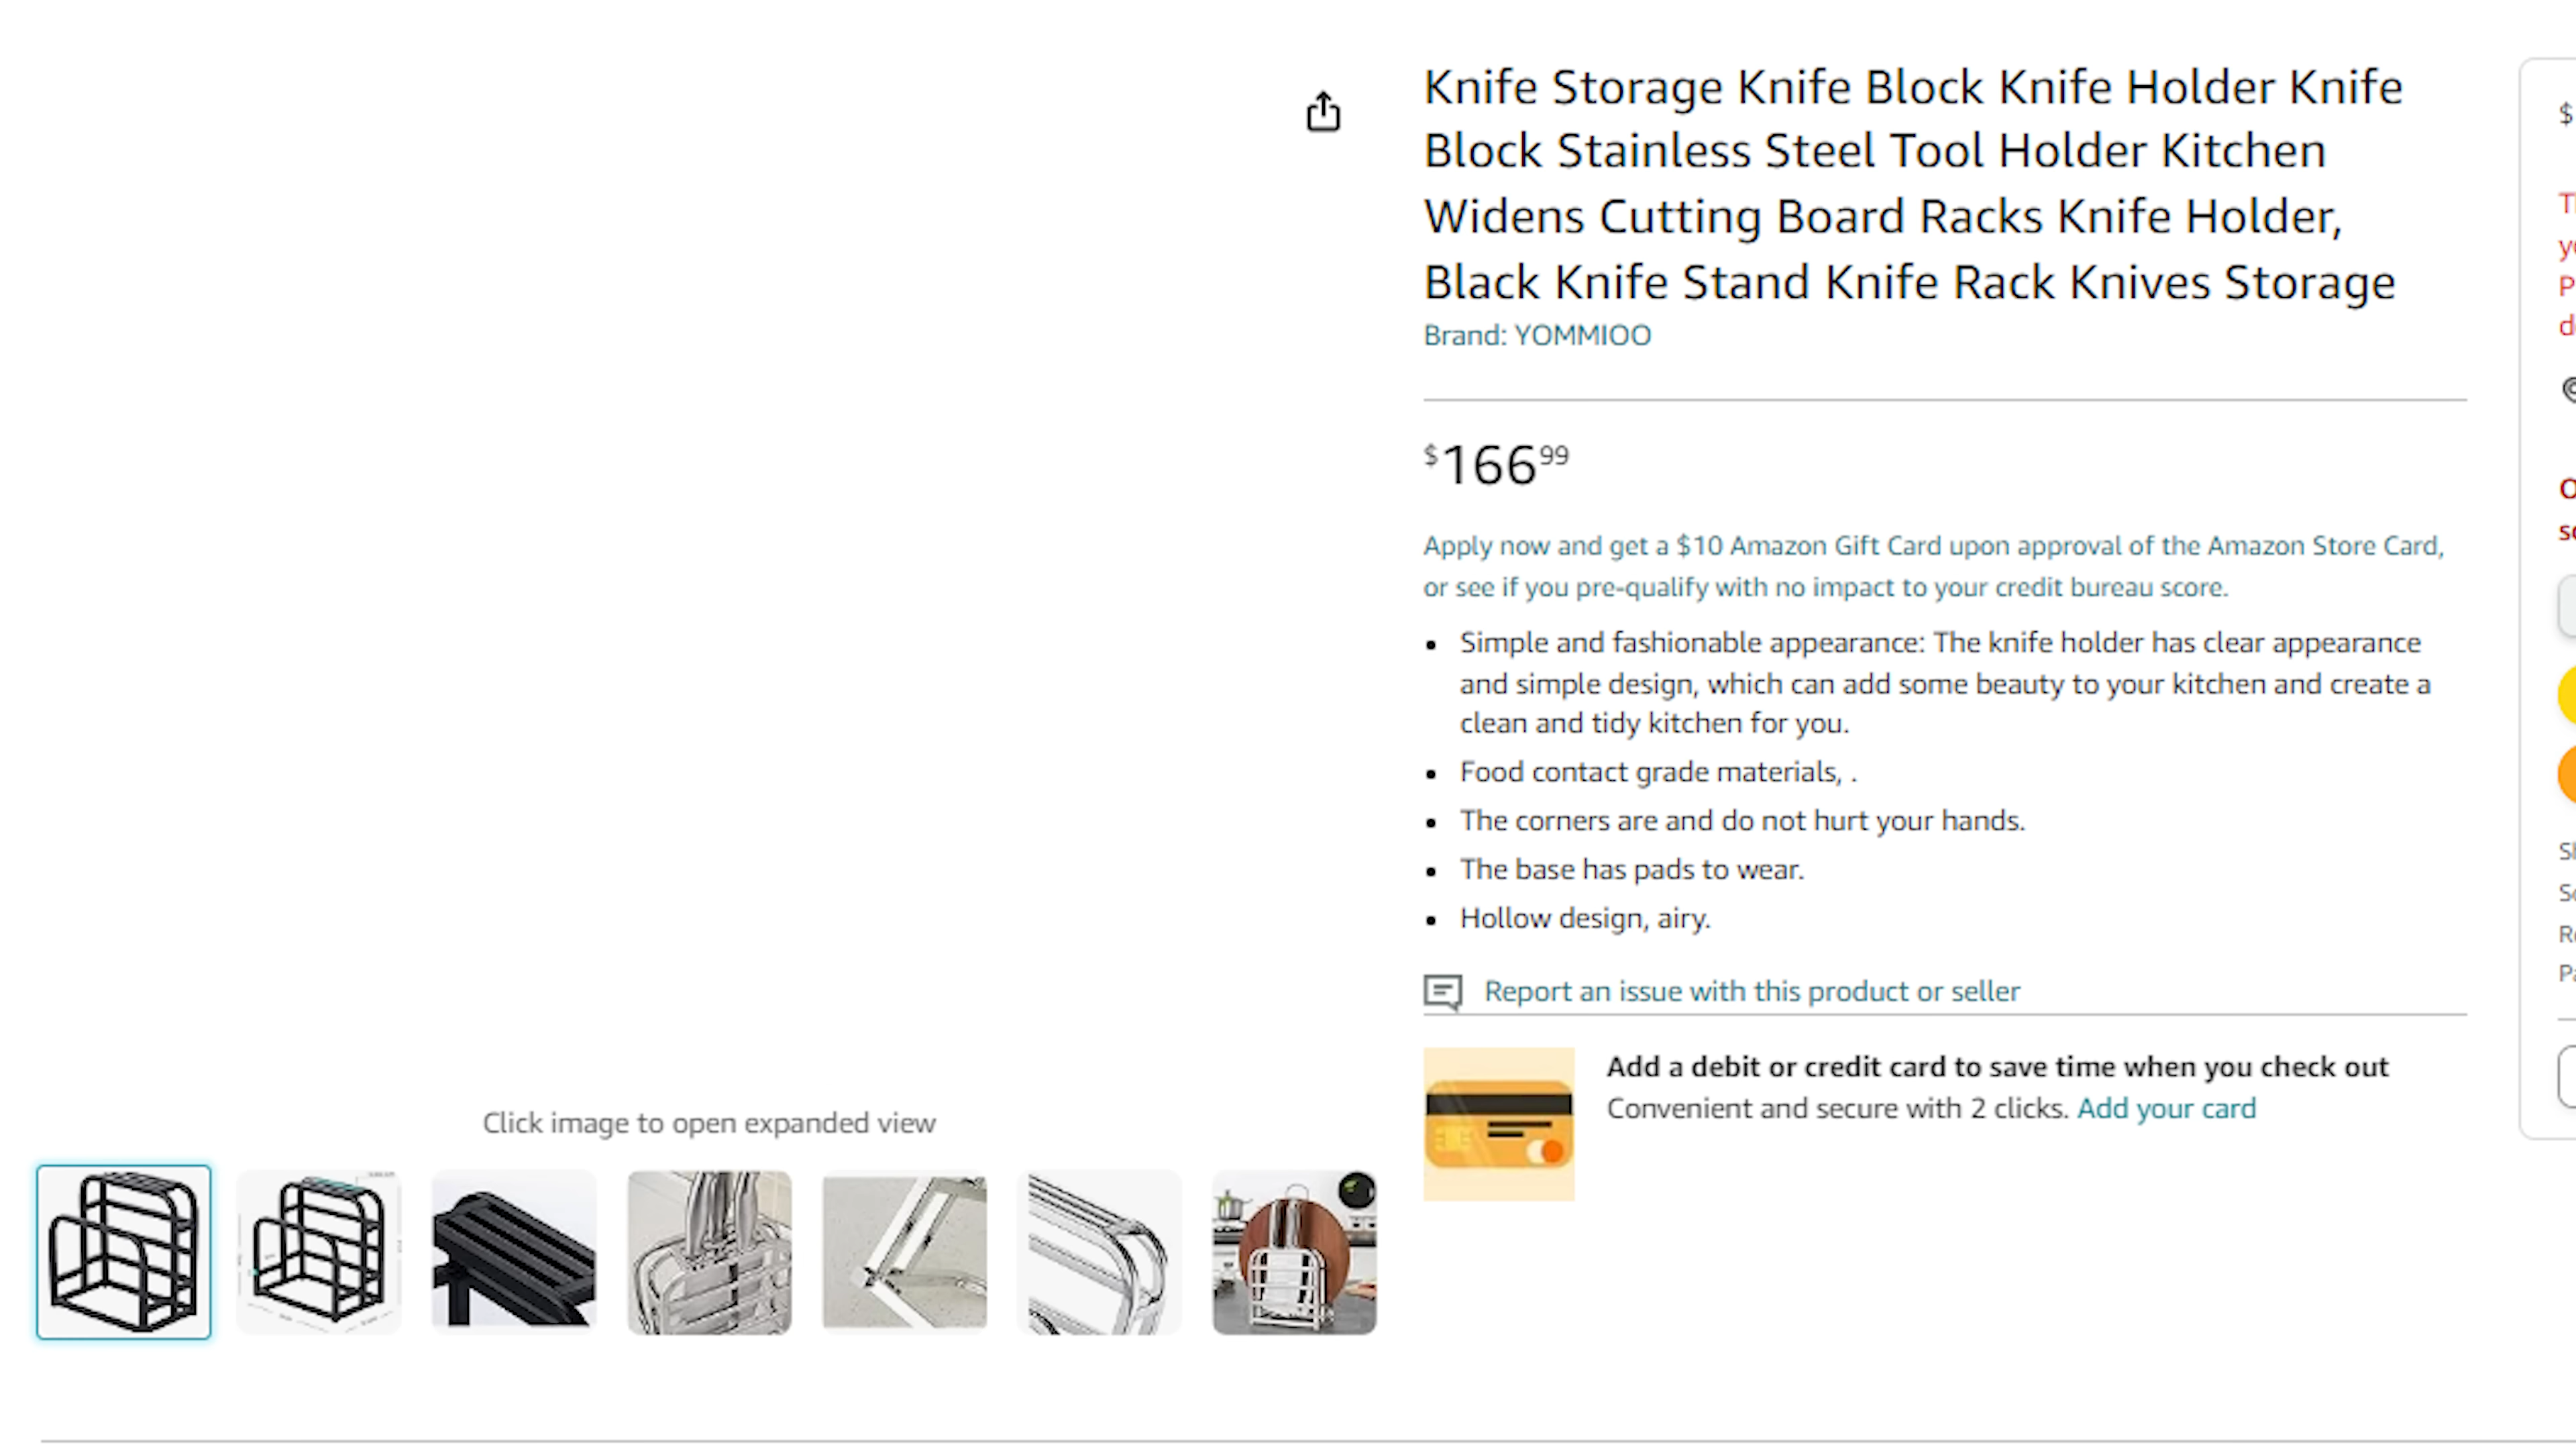 Knife Storage Knife Block Knife Holder Knife
Block Stainless Steel Tool Holder Kitchen
Widens Cutting Board Racks Knife Holder,
Black Knife Stand Knife Rack Knives Storage
Brand: YOMMIOO
$166 99
Apply now and get a $10 Amazon Gift Card upon approval of the Amazon Store Card,
or see if you pre-qualify with no impact to your credit bureau score.
• Simple and fashionable appearance: The knife holder has clear appearance
and simple design, which can add some beauty to your kitchen and create a
clean and tidy kitchen for you.
• Food contact grade materials, .
• The corners are and do not hurt your hands.
• The base has pads to wear.
• Hollow design, airy.
Report an issue with this product or seller
Add a debit or credit card to save time when you check out
Convenient and secure with 2 clicks. Add your card
Click image to open expanded view
$